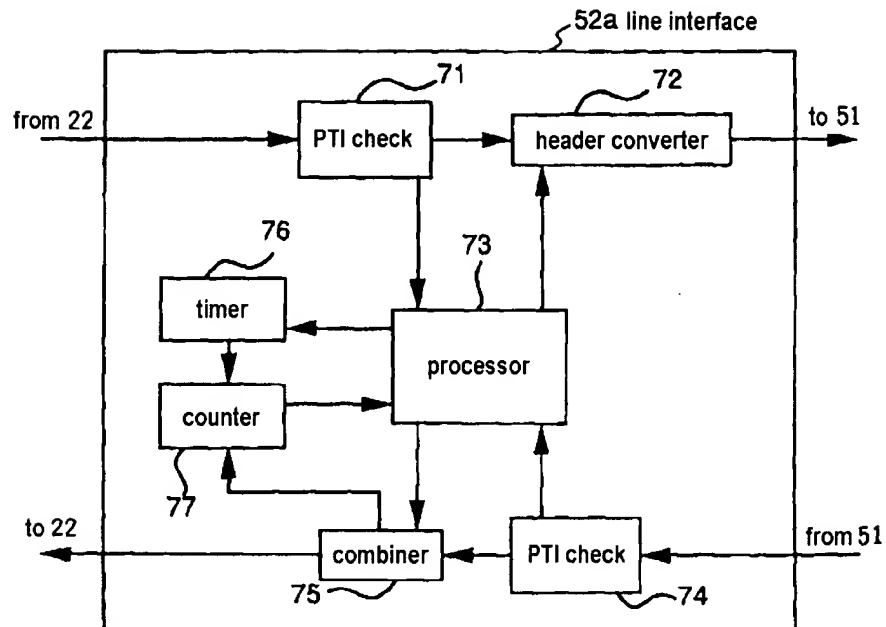 52a line interface
71
72
from 22
PTI check
header converter
to 51
76
73
timer
processor
counter
77
to 22
combiner
PTI check
from 51
75
74